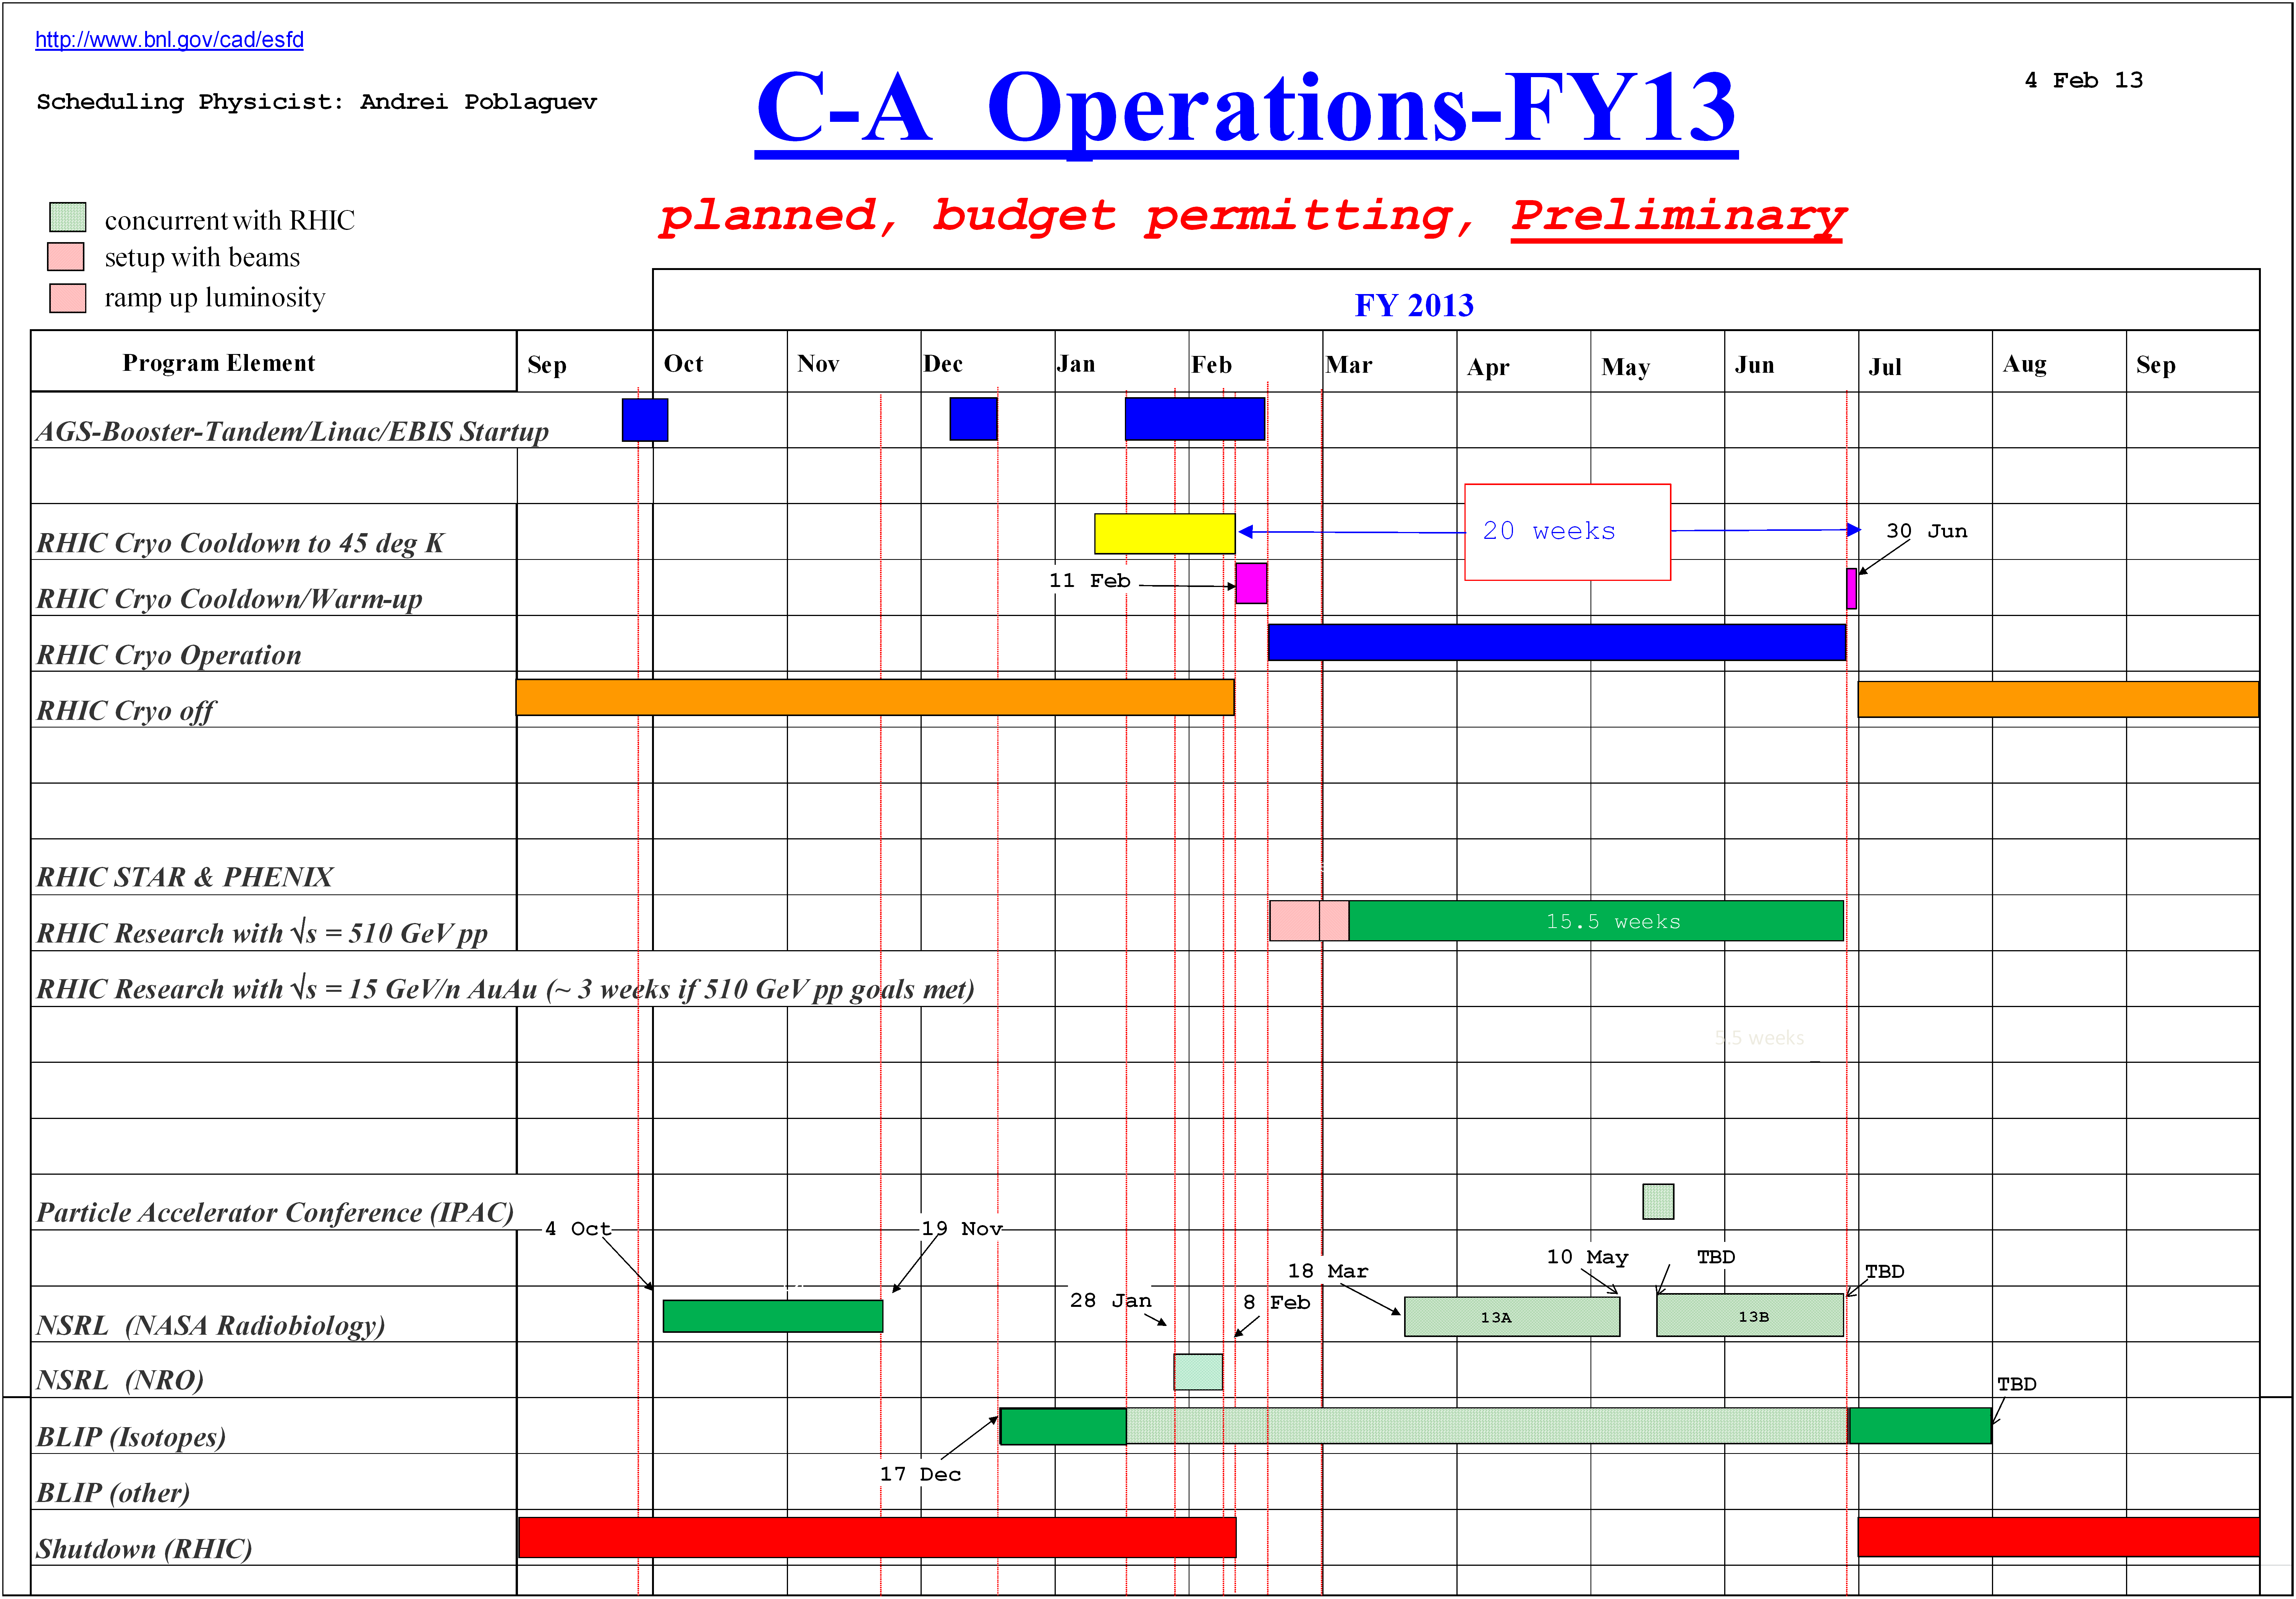 http://www.bnl.gov/cad/esfd
Scheduling Physicist: Andrei Poblaguev
C-A Operations-FY13
4 Feb 13
planned, budget permitting, Preliminary
concurrent with RHIC
setup with beams
ramp up luminosity
FY 2013
Program Element Sep Oct Nov Dec Jan Feb Mar Apr May Jun Jul Aug Sep
AGS-Booster-Tandem/Linac/EBIS Startup
RHIC Cryo Cooldown to 45 deg K
20 weeks
30 Jun
RHIC Cryo Cooldown/Warm-up
11 Feb
RHIC Cryo Operation
RHIC Cryo off
RHIC STAR & PHENIX
RHIC Research with √s = 510 GeV pp
15.5 weeks
RHIC Research with √s = 15 GeV/n AuAu (~ 3 weeks if 510 GeV pp goals met)
5.5 weeks
Particle Accelerator Conference (IPAC)
4 Oct
19 Nov
28 Jan
8 Feb
18 Mar
10 May
TBD
TBD
NSRL (NASA Radiobiology)
13A
13B
NSRL (NRO)
TBD
BLIP (Isotopes)
17 Dec
BLIP (other)
Shutdown (RHIC)